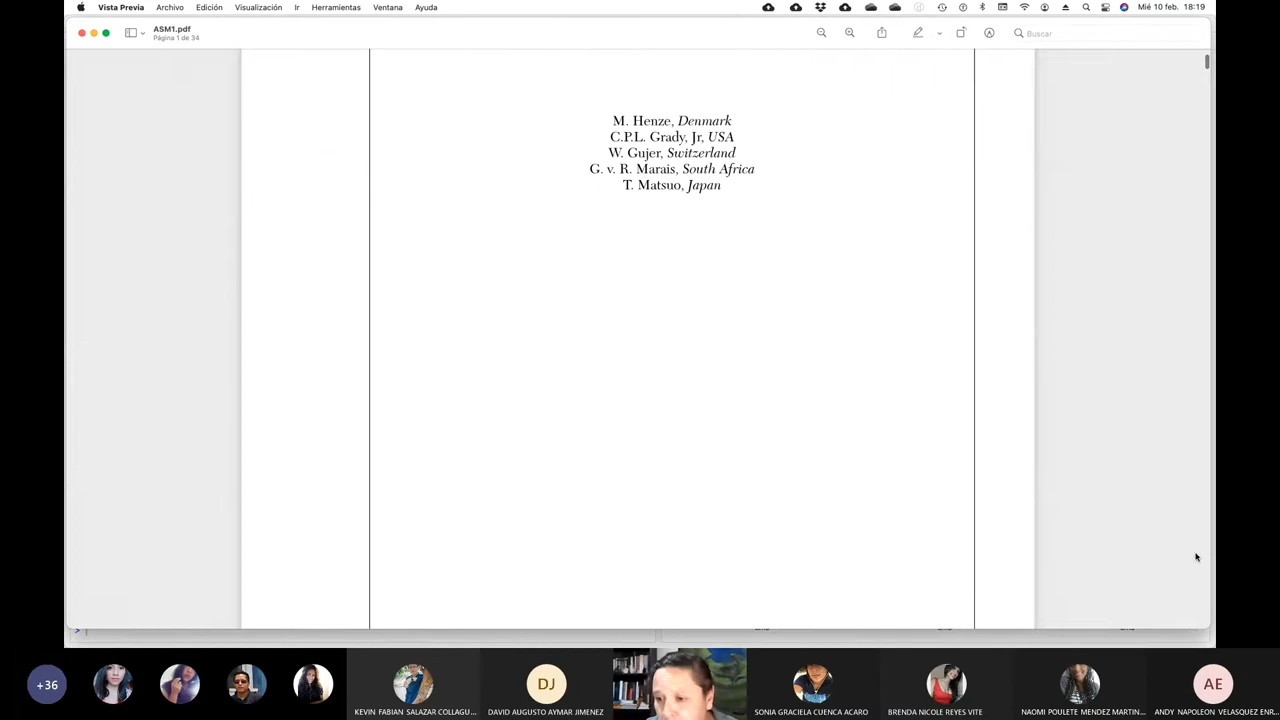 Vista Previa Archivo Edición Visualización Ir Herramientas Ventana Ayuda Mié 10 feb. 18:19
ASM1.pdf
Página 1 de 34
Buscar
M. Henze, Denmark
C.P.L. Grady, Jr, USA
W. Gujer, Switzerland
G. v. R. Marais, South Africa
T. Matsuo, Japan
>
+36
DJ
AE
KEVIN FABIAN SALAZAR COLLAGU...
DAVID AUGUSTO AYMAR JIMENEZ
SONIA GRACIELA CUENCA ACARO
BRENDA NICOLE REYES VITE
NAOMI POULETE MENDEZ MARTIN...
ANDY NAPOLEON VELASQUEZ ENR...